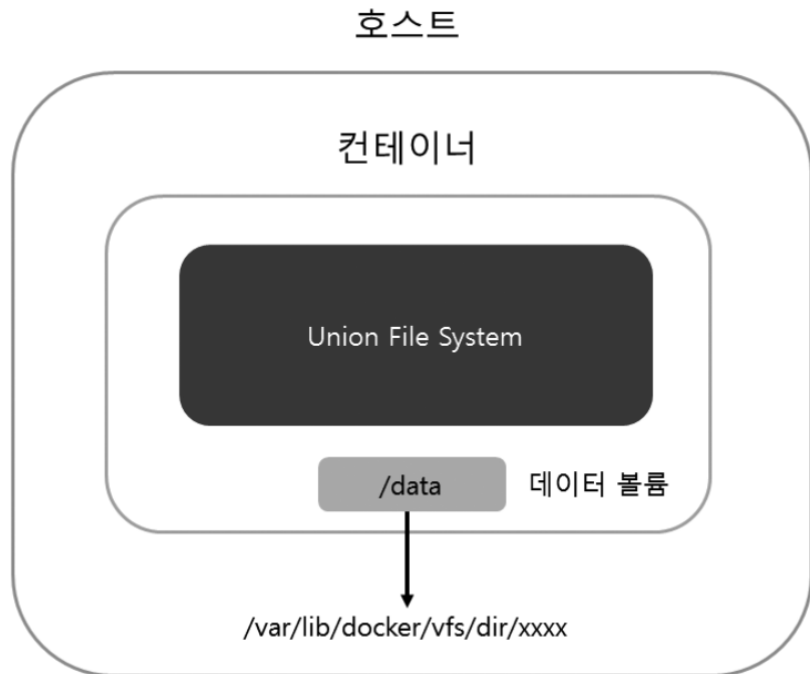 호스트
컨테이너
Union File System
/data
데이터 볼륨
/var/lib/docker/vfs/dir/xxxx